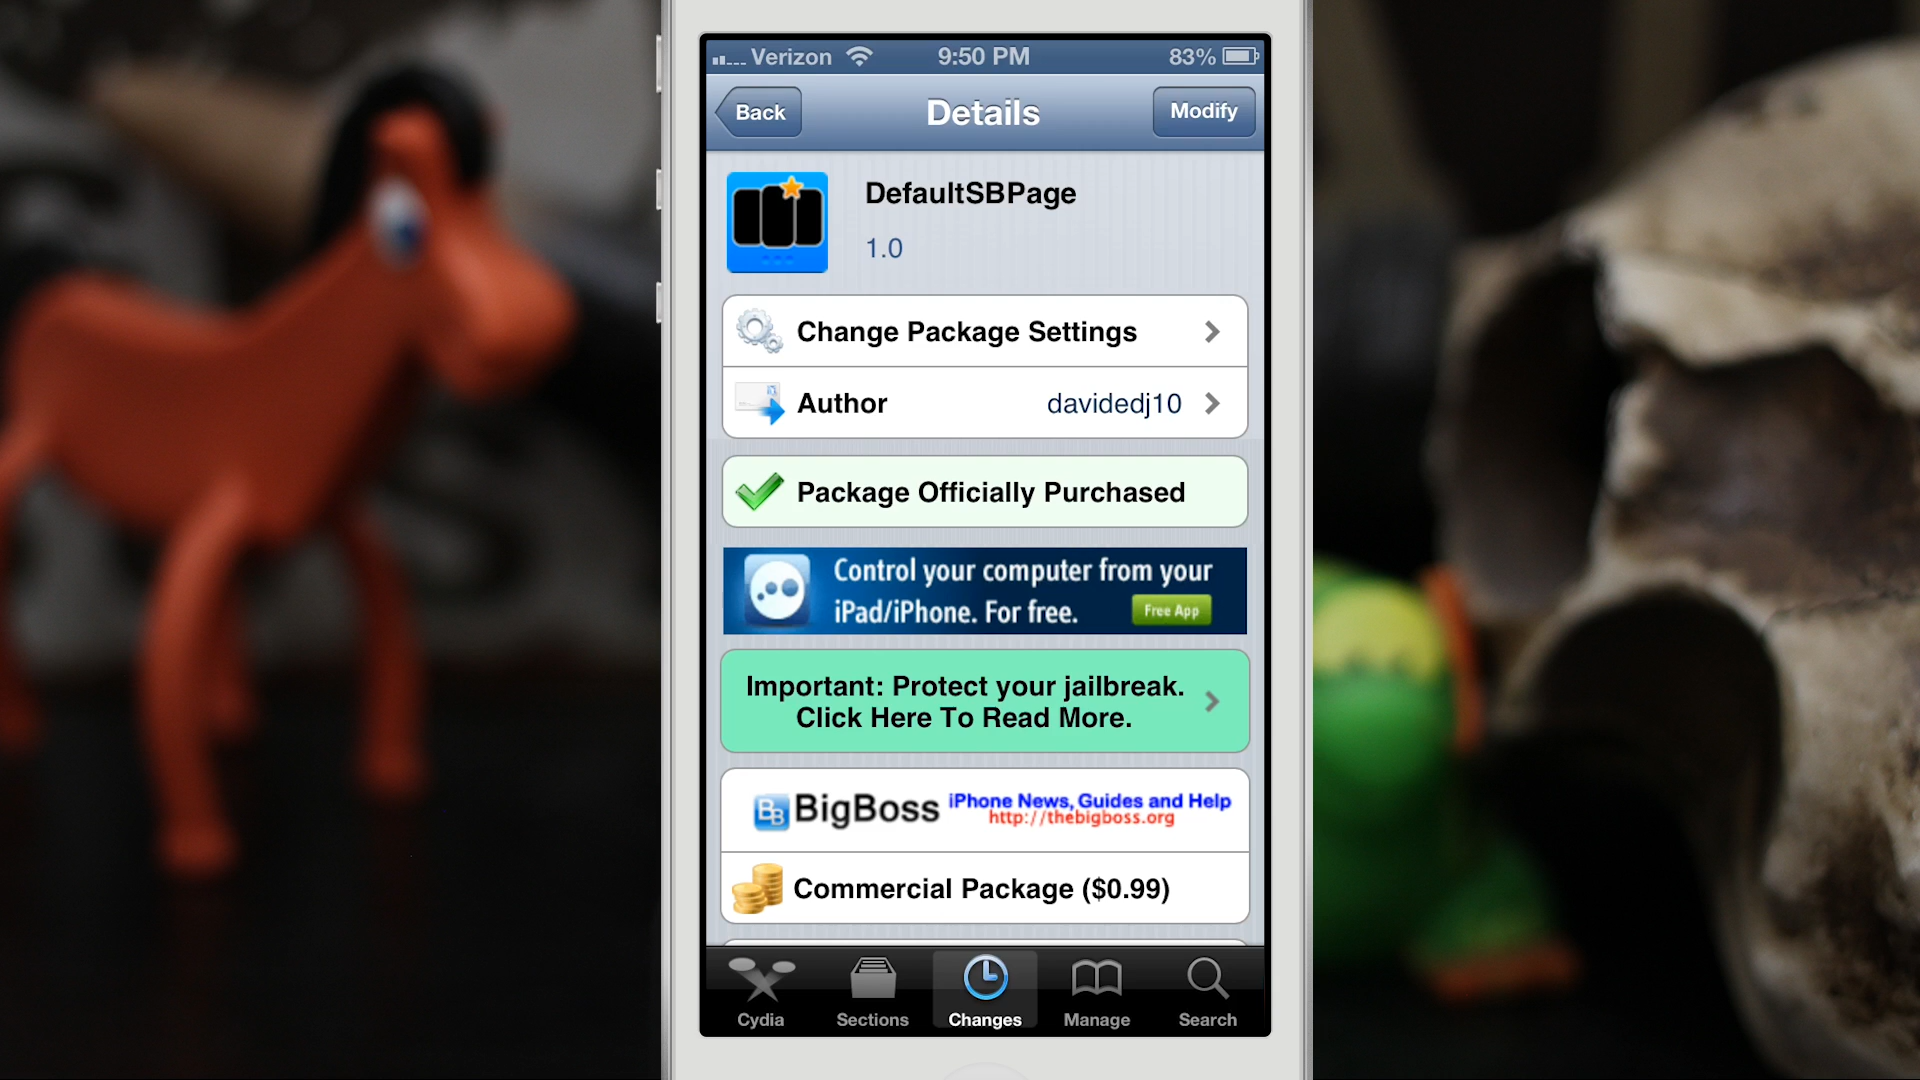 Verizon 9:50 PM 83%
Back Details Modify
DefaultSBPage
1.0
Change Package Settings
Author davidedj10
Package Officially Purchased
Control your computer from your
iPad/iPhone. For free. Free App
Important: Protect your jailbreak.
Click Here To Read More.
BB BigBoss iPhone News, Guides and Help
http://thebigboss.org
Commercial Package ($0.99)
Cydia Sections Changes Manage Search